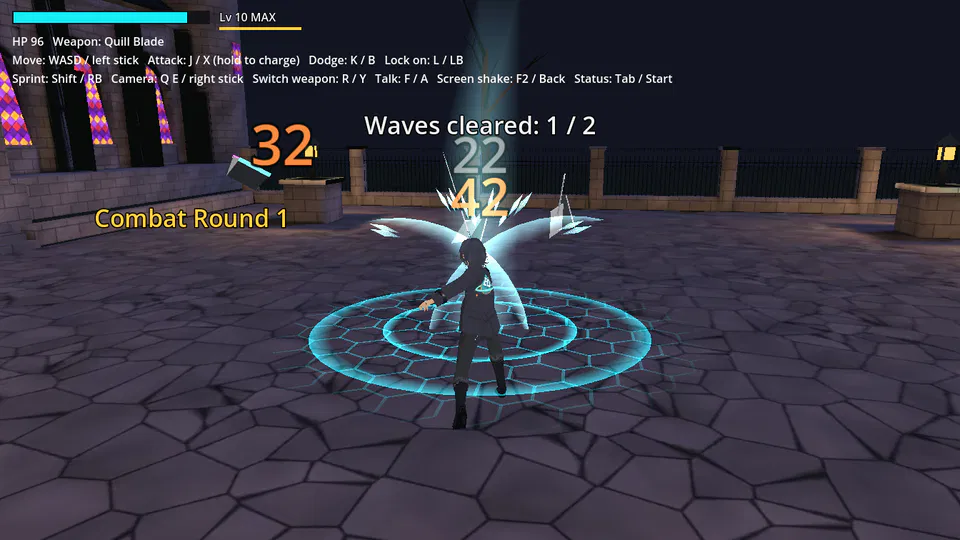 Lv 10 MAX
HP 96 Weapon: Quill Blade
Move: WASD / left stick Attack: J / X (hold to charge) Dodge: K / B Lock on: L / LB
Sprint: Shift / RB Camera: Q E / right stick Switch weapon: R / Y Talk: F / A Screen shake: F2 / Back Status: Tab / Start
Waves cleared: 1 / 2
32
22
42
Combat Round 1